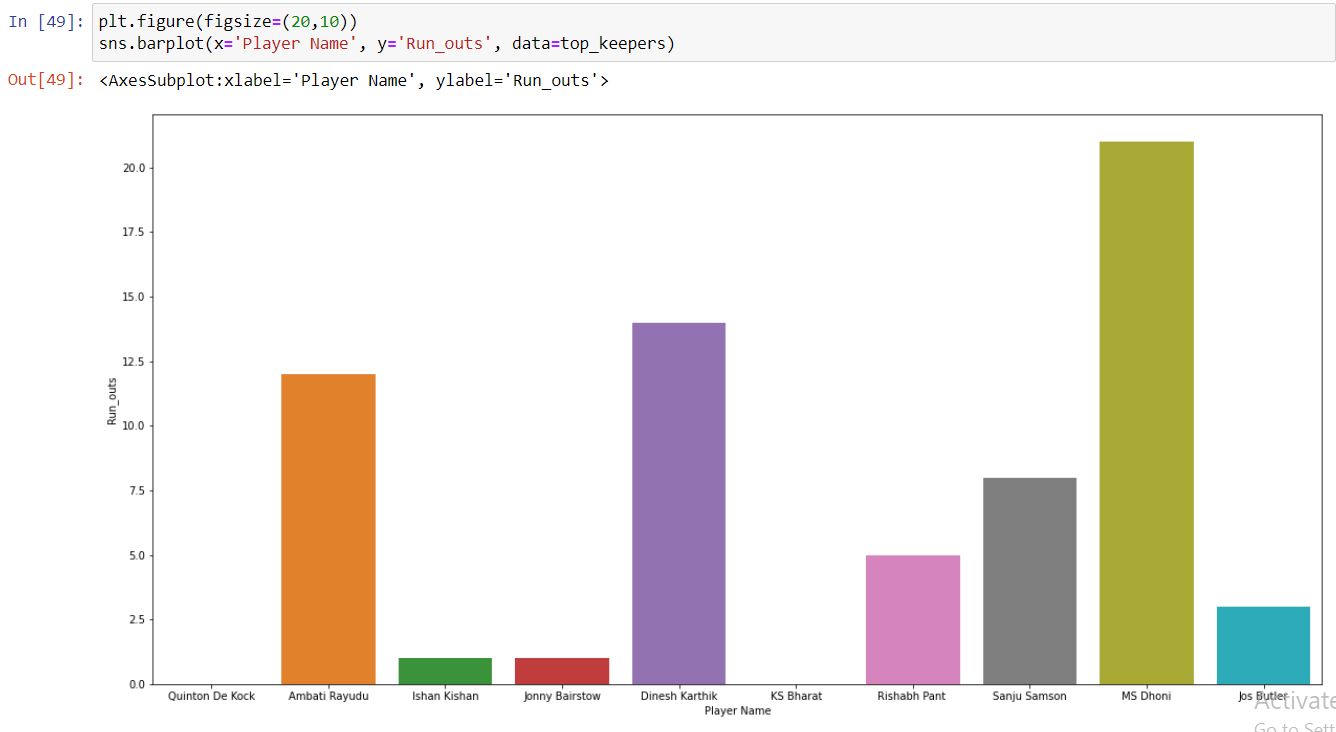 In [49]: plt.figure(figsize=(20,10))
sns.barplot(x='Player Name', y='Run_outs', data=top_keepers)
Out[49]: <AxesSubplot:xlabel='Player Name', ylabel='Run_outs'>
20.0
17.5
15.0
12.5
10.0
7.5
5.0
2.5
0.0
Run_outs
Quinton De Kock Ambati Rayudu Ishan Kishan Jonny Bairstow Dinesh Karthik KS Bharat Rishabh Pant Sanju Samson MS Dhoni Jos Butler
Player Name
Activate
Go to Sett